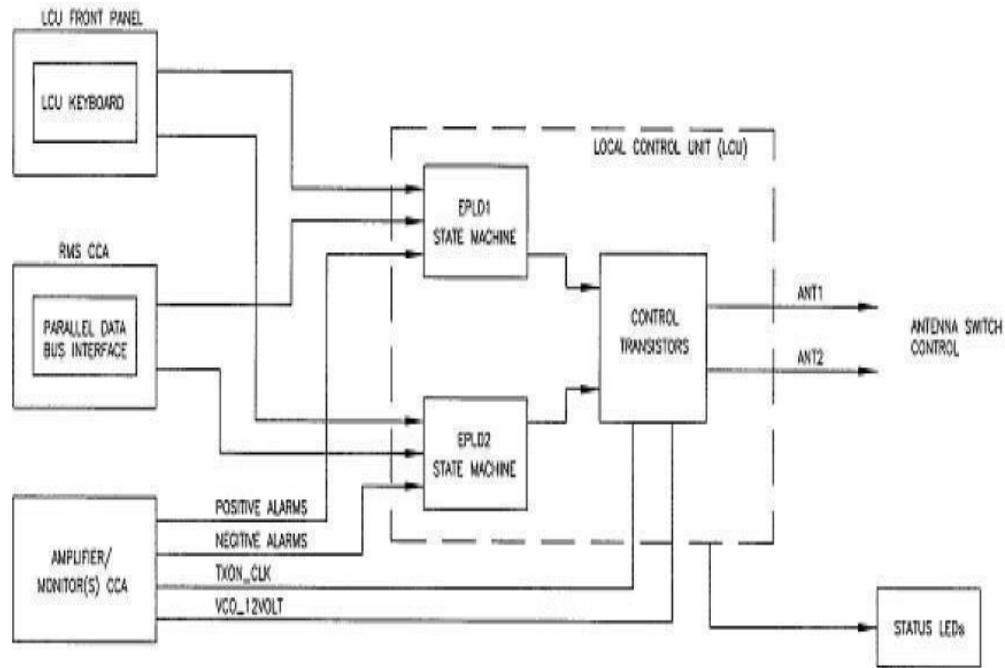 LCU FRONT PANEL
LCU KEYBOARD
LOCAL CONTROL UNIT (LCU)
EPLD1
STATE MACHINE
RMS CCA
PARALLEL DATA
BUS INTERFACE
CONTROL
TRANSISTORS
ANT1
ANT2
ANTENNA SWITCH
CONTROL
EPLD2
STATE MACHINE
AMPLIFIER/
MONITOR(S) CCA
POSITIVE ALARMS
NEGITIVE ALARMS
TXON_CLK
VCO_12VOLT
STATUS LEDs